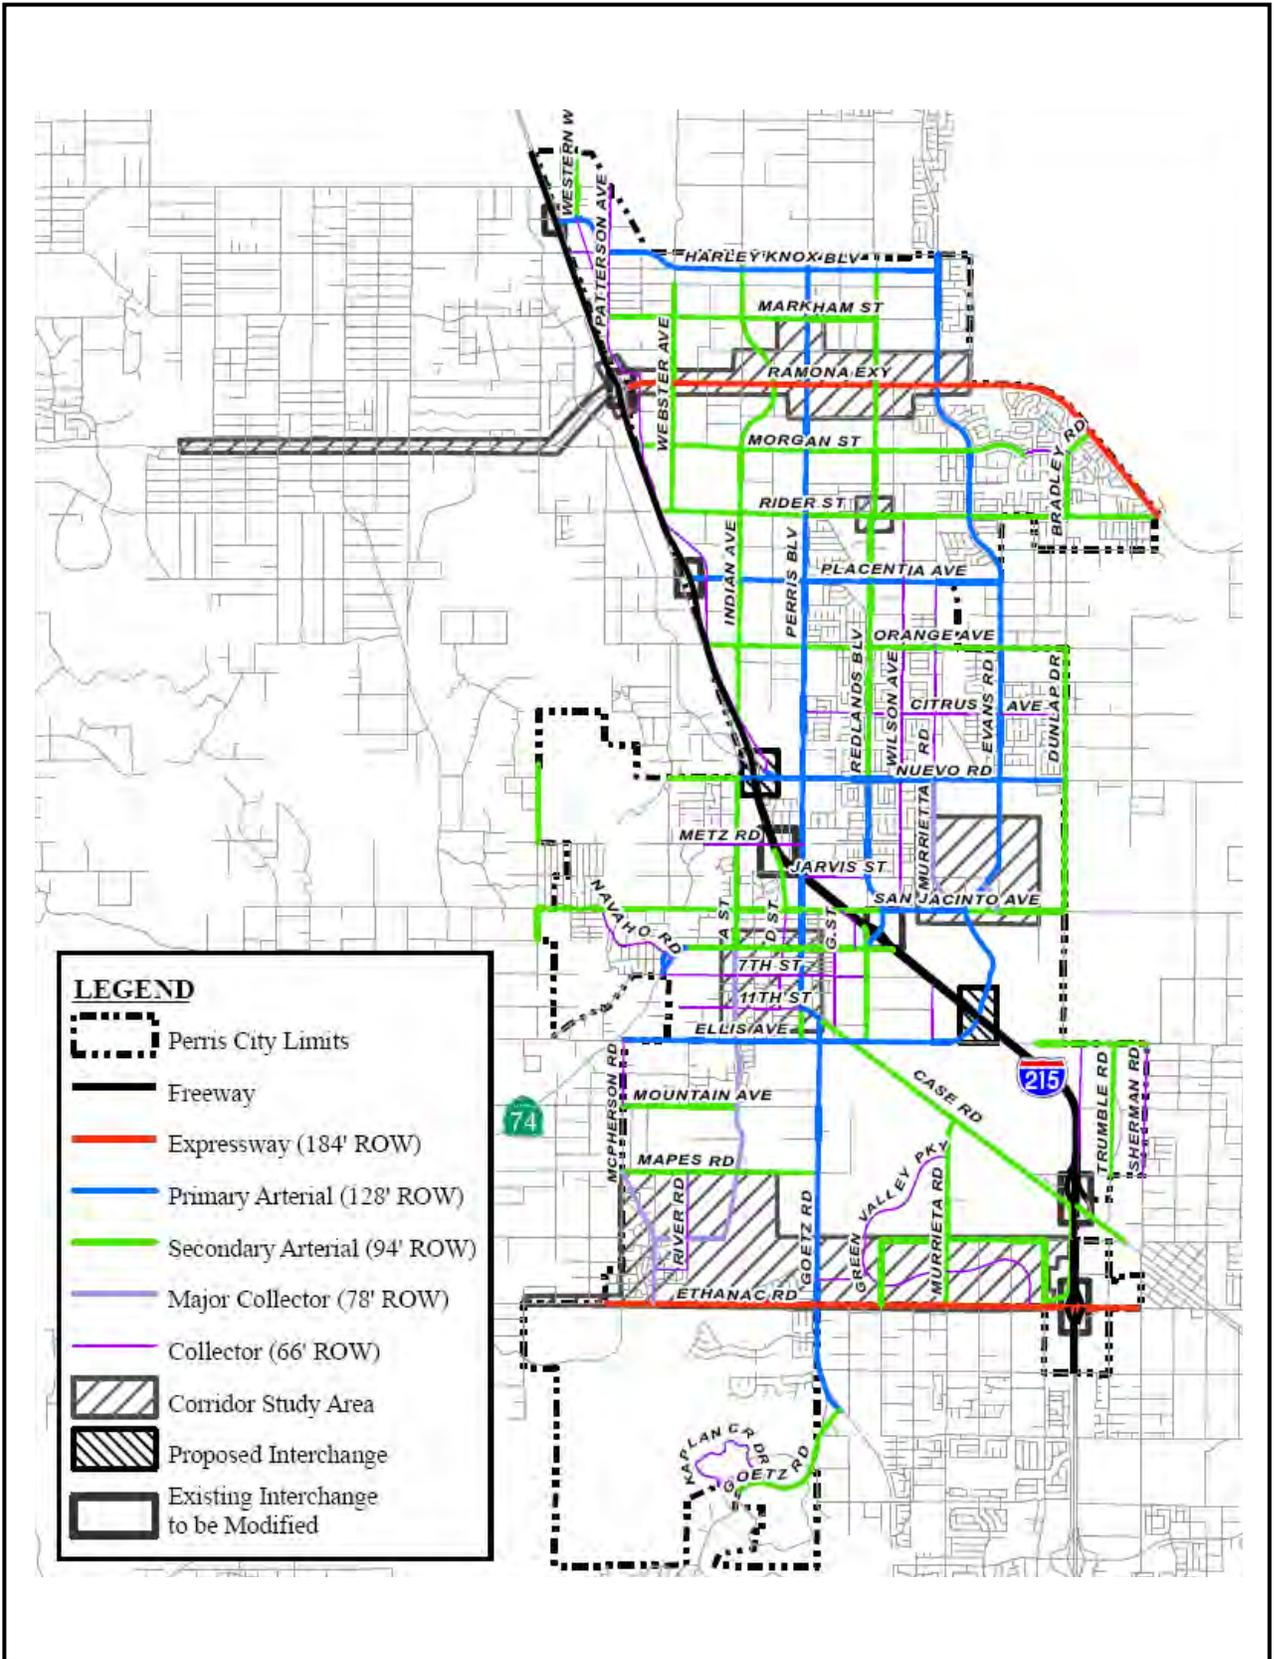 WESTERN W
PATTERSON AVE
HARLEY KNOX BLV
MARKHAM ST
WEBSTER AVE
RAMONA EXY
MORGAN ST
BRADLEY RD
RIDER ST
INDIAN AVE
PERRIS BLV
PLACENTIA AVE
ORANGE AVE
REDLANDS BLV
WILSON AVE
EVANS RD
DUNLAP DR
CITRUS AVE
MURRIETTA RD
NUEVO RD
METZ RD
JARVIS ST
NAVAHO RD
A ST
D ST
G ST
SAN JACINTO AVE
7TH ST
11TH ST
ELLIS AVE
MCPHERSON RD
215
74
CASE RD
MOUNTAIN AVE
TRUMBLE RD
SHERMAN RD
MAPES RD
RIVER RD
GOETZ RD
GREEN VALLEY PKY
MURRIETA RD
ETHANAC RD
KAPLAN CR DR
GOETZ RD
LEGEND
Perris City Limits
Freeway
Expressway (184' ROW)
Primary Arterial (128' ROW)
Secondary Arterial (94' ROW)
Major Collector (78' ROW)
Collector (66' ROW)
Corridor Study Area
Proposed Interchange
Existing Interchange
to be Modified